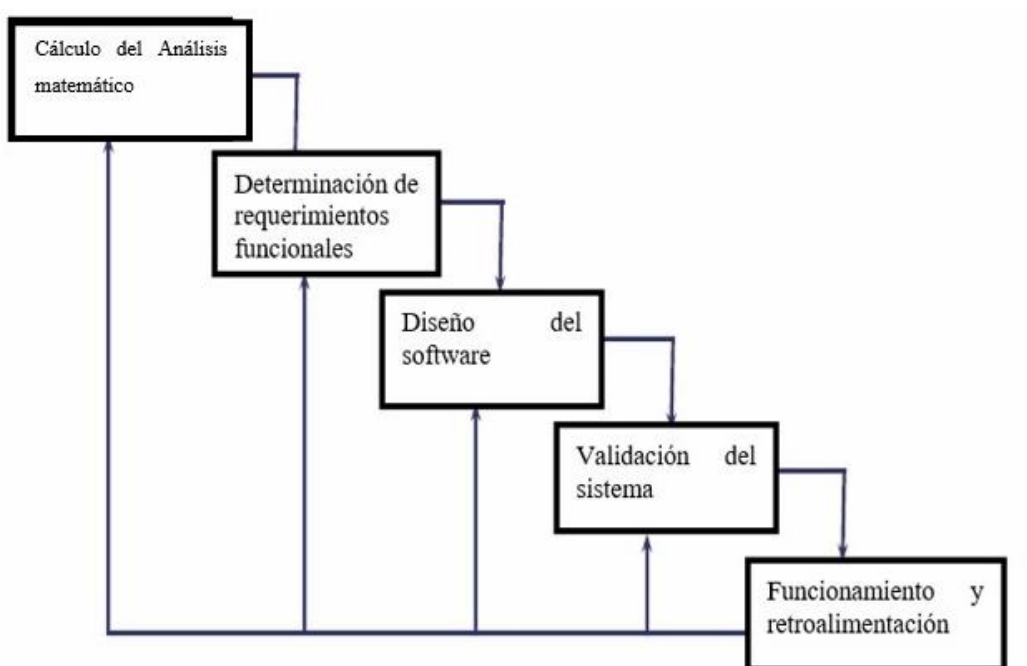 Cálculo del Análisis
matemático
Determinación de
requerimientos
funcionales
Diseño del
software
Validación del
sistema
Funcionamiento y
retroalimentación